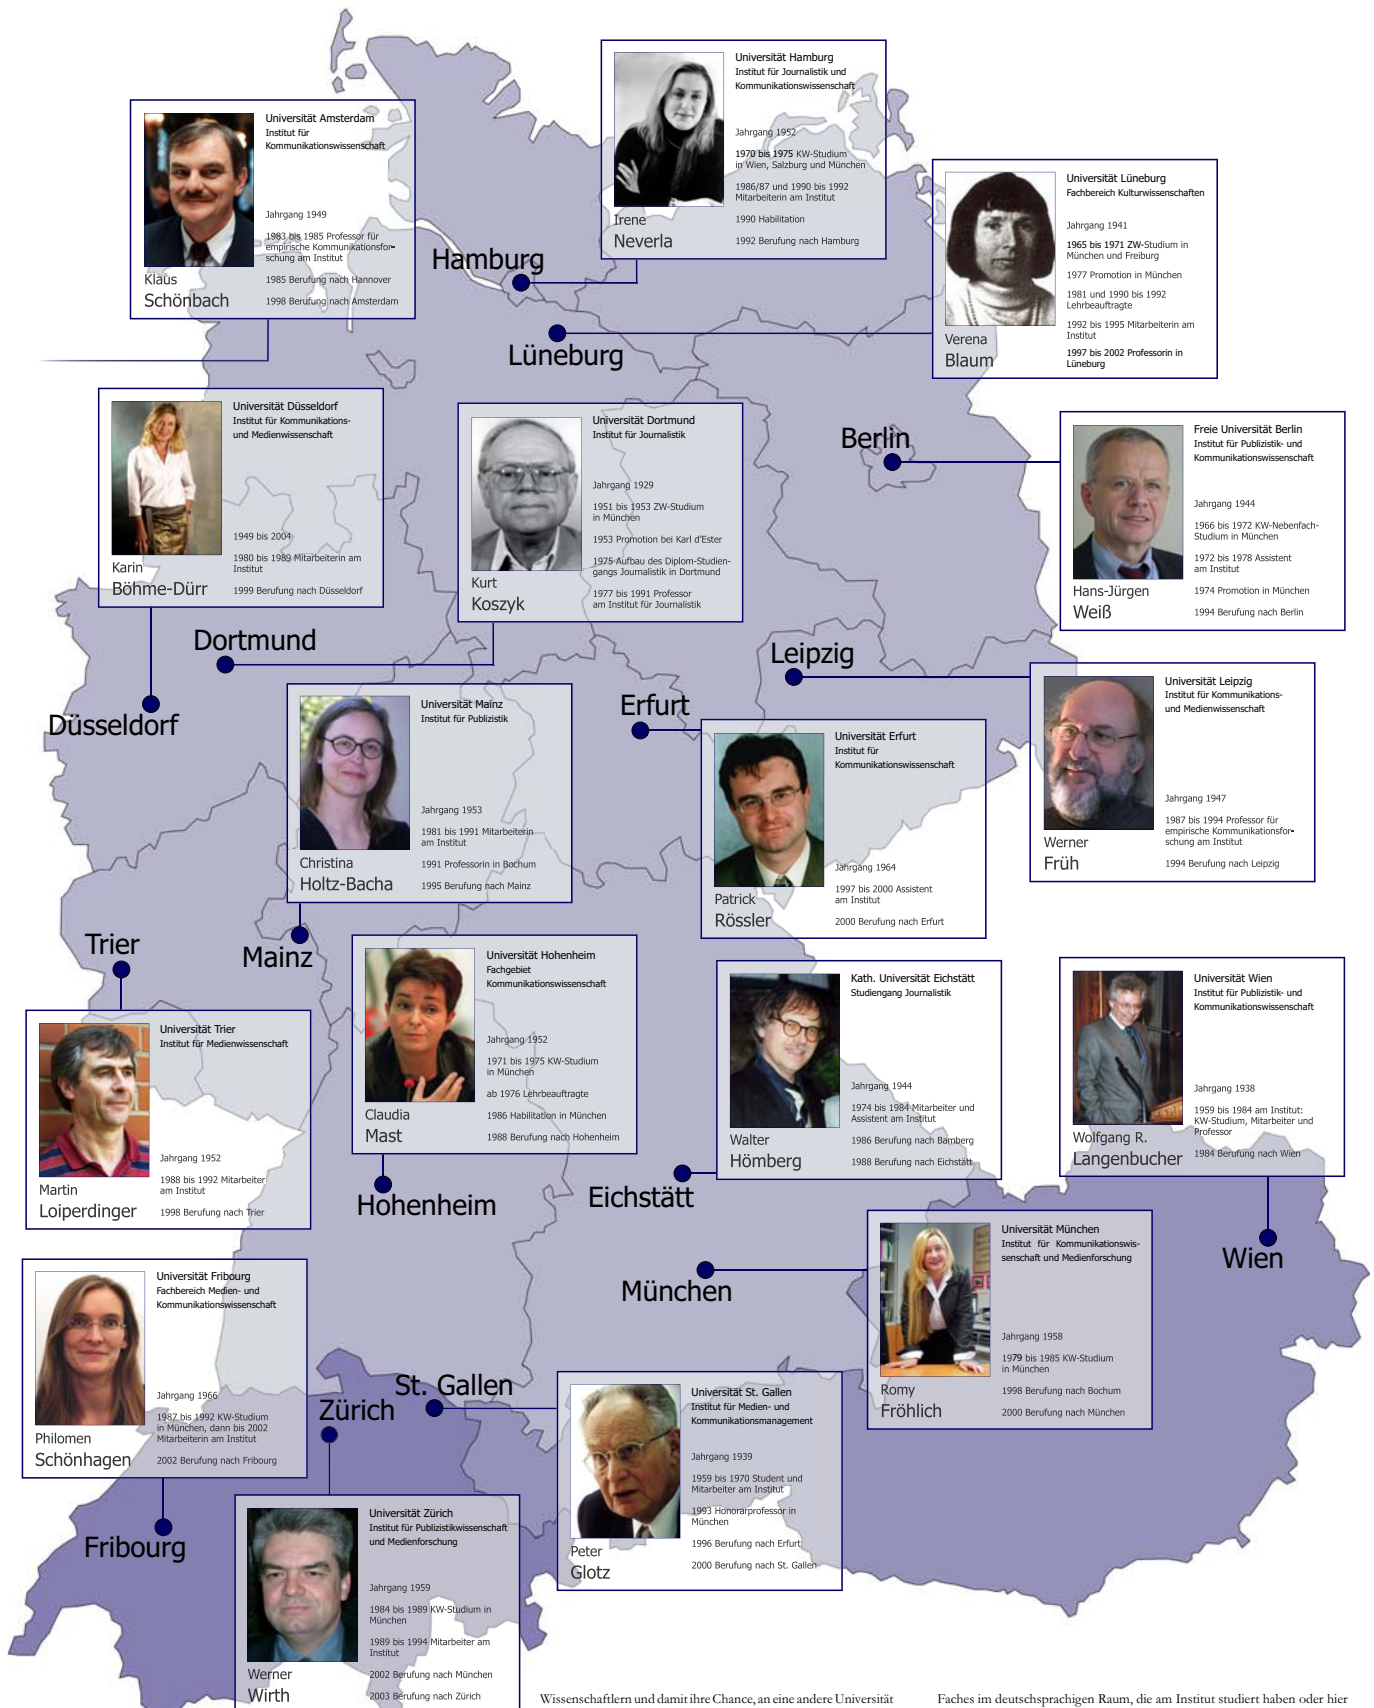 Universität Hamburg
Institut für Journalistik und
Kommunikationswissenschaft
Jahrgang 1952
1970 bis 1975 KW-Studium
in Wien, Salzburg und München
1986/87 und 1990 bis 1992
Mitarbeiterin am Institut
1990 Habilitation
1992 Berufung nach Hamburg
Irene
Neverla
Universität Amsterdam
Institut für
Kommunikationswissenschaft
Jahrgang 1949
1983 bis 1985 Professor für
empirische Kommunikationsfor-
schung am Institut
1985 Berufung nach Hannover
1998 Berufung nach Amsterdam
Klaus
Schönbach
Hamburg
Universität Lüneburg
Fachbereich Kulturwissenschaften
Jahrgang 1941
1965 bis 1971 ZW-Studium in
München und Freiburg
1977 Promotion in München
1981 und 1990 bis 1992
Lehrbeauftragte
1992 bis 1995 Mitarbeiterin am
Institut
1997 bis 2002 Professorin in
Lüneburg
Verena
Blaum
Lüneburg
Universität Düsseldorf
Institut für Kommunikations-
und Medienwissenschaft
1949 bis 2004
1980 bis 1989 Mitarbeiterin am
Institut
1999 Berufung nach Düsseldorf
Karin
Böhme-Dürr
Universität Dortmund
Institut für Journalistik
Jahrgang 1929
1951 bis 1953 ZW-Studium
in München
1953 Promotion bei Karl d'Ester
1975 Aufbau des Diplom-Studien-
gangs Journalistik in Dortmund
1977 bis 1991 Professor
am Institut für Journalistik
Kurt
Koszyk
Berlin
Freie Universität Berlin
Institut für Publizistik- und
Kommunikationswissenschaft
Jahrgang 1944
1966 bis 1972 KW-Nebenfach-
Studium in München
1972 bis 1978 Assistent
am Institut
1974 Promotion in München
1994 Berufung nach Berlin
Hans-Jürgen
Weiß
Dortmund
Düsseldorf
Leipzig
Universität Leipzig
Institut für Kommunikations-
und Medienwissenschaft
Jahrgang 1947
1987 bis 1994 Professor für
empirische Kommunikationsfor-
schung am Institut
1994 Berufung nach Leipzig
Werner
Früh
Universität Mainz
Institut für Publizistik
Jahrgang 1953
1981 bis 1991 Mitarbeiterin
am Institut
1991 Professorin in Bochum
1995 Berufung nach Mainz
Christina
Holtz-Bacha
Erfurt
Universität Erfurt
Institut für
Kommunikationswissenschaft
Jahrgang 1964
1997 bis 2000 Assistent
am Institut
2000 Berufung nach Erfurt
Patrick
Rössler
Trier
Mainz
Universität Trier
Institut für Medienwissenschaft
Jahrgang 1952
1988 bis 1992 Mitarbeiter
am Institut
1998 Berufung nach Trier
Martin
Loiperdinger
Universität Hohenheim
Fachgebiet
Kommunikationswissenschaft
Jahrgang 1952
1971 bis 1975 KW-Studium
in München
ab 1976 Lehrbeauftragte
1986 Habilitation in München
1988 Berufung nach Hohenheim
Claudia
Mast
Hohenheim
Kath. Universität Eichstätt
Studiengang Journalistik
Jahrgang 1944
1974 bis 1984 Mitarbeiter und
Assistent am Institut
1986 Berufung nach Bamberg
1988 Berufung nach Eichstätt
Walter
Hömberg
Eichstätt
Universität Wien
Institut für Publizistik- und
Kommunikationswissenschaft
Jahrgang 1938
1959 bis 1984 am Institut:
KW-Studium, Mitarbeiter und
Professor
1984 Berufung nach Wien
Wolfgang R.
Langenbucher
Wien
München
Universität München
Institut für Kommunikationswis-
senschaft und Medienforschung
Jahrgang 1958
1979 bis 1985 KW-Studium
in München
1998 Berufung nach Bochum
2000 Berufung nach München
Romy
Fröhlich
Universität Fribourg
Fachbereich Medien- und
Kommunikationswissenschaft
Jahrgang 1966
1987 bis 1992 KW-Studium
in München, dann bis 2002
Mitarbeiterin am Institut
2002 Berufung nach Fribourg
Philomen
Schönhagen
Fribourg
St. Gallen
Zürich
Universität St. Gallen
Institut für Medien- und
Kommunikationsmanagement
Jahrgang 1939
1959 bis 1970 Student und
Mitarbeiter am Institut
1993 Honorarprofessor in
München
1996 Berufung nach Erfurt
2000 Berufung nach St. Gallen
Peter
Glotz
Universität Zürich
Institut für Publizistikwissenschaft
und Medienforschung
Jahrgang 1959
1984 bis 1989 KW-Studium in
München
1989 bis 1994 Mitarbeiter am
Institut
2002 Berufung nach München
2003 Berufung nach Zürich
Werner
Wirth
Wissenschaftlern und damit ihre Chance, an eine andere Universität
Faches im deutschsprachigen Raum, die am Institut studiert haben oder hier